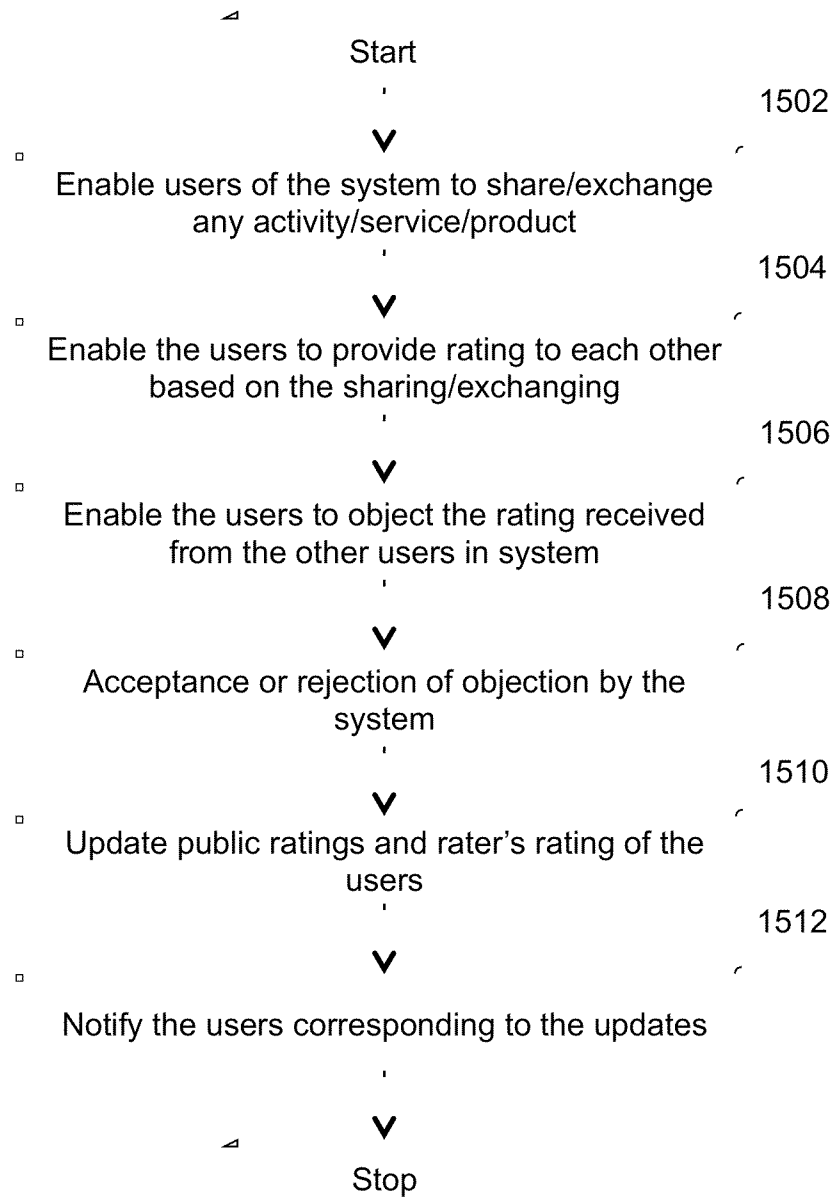 Start
1502
Enable users of the system to share/exchange
any activity/service/product
1504
Enable the users to provide rating to each other
based on the sharing/exchanging
1506
Enable the users to object the rating received
from the other users in system
1508
Acceptance or rejection of objection by the
system
1510
Update public ratings and rater's rating of the
users
1512
Notify the users corresponding to the updates
Stop